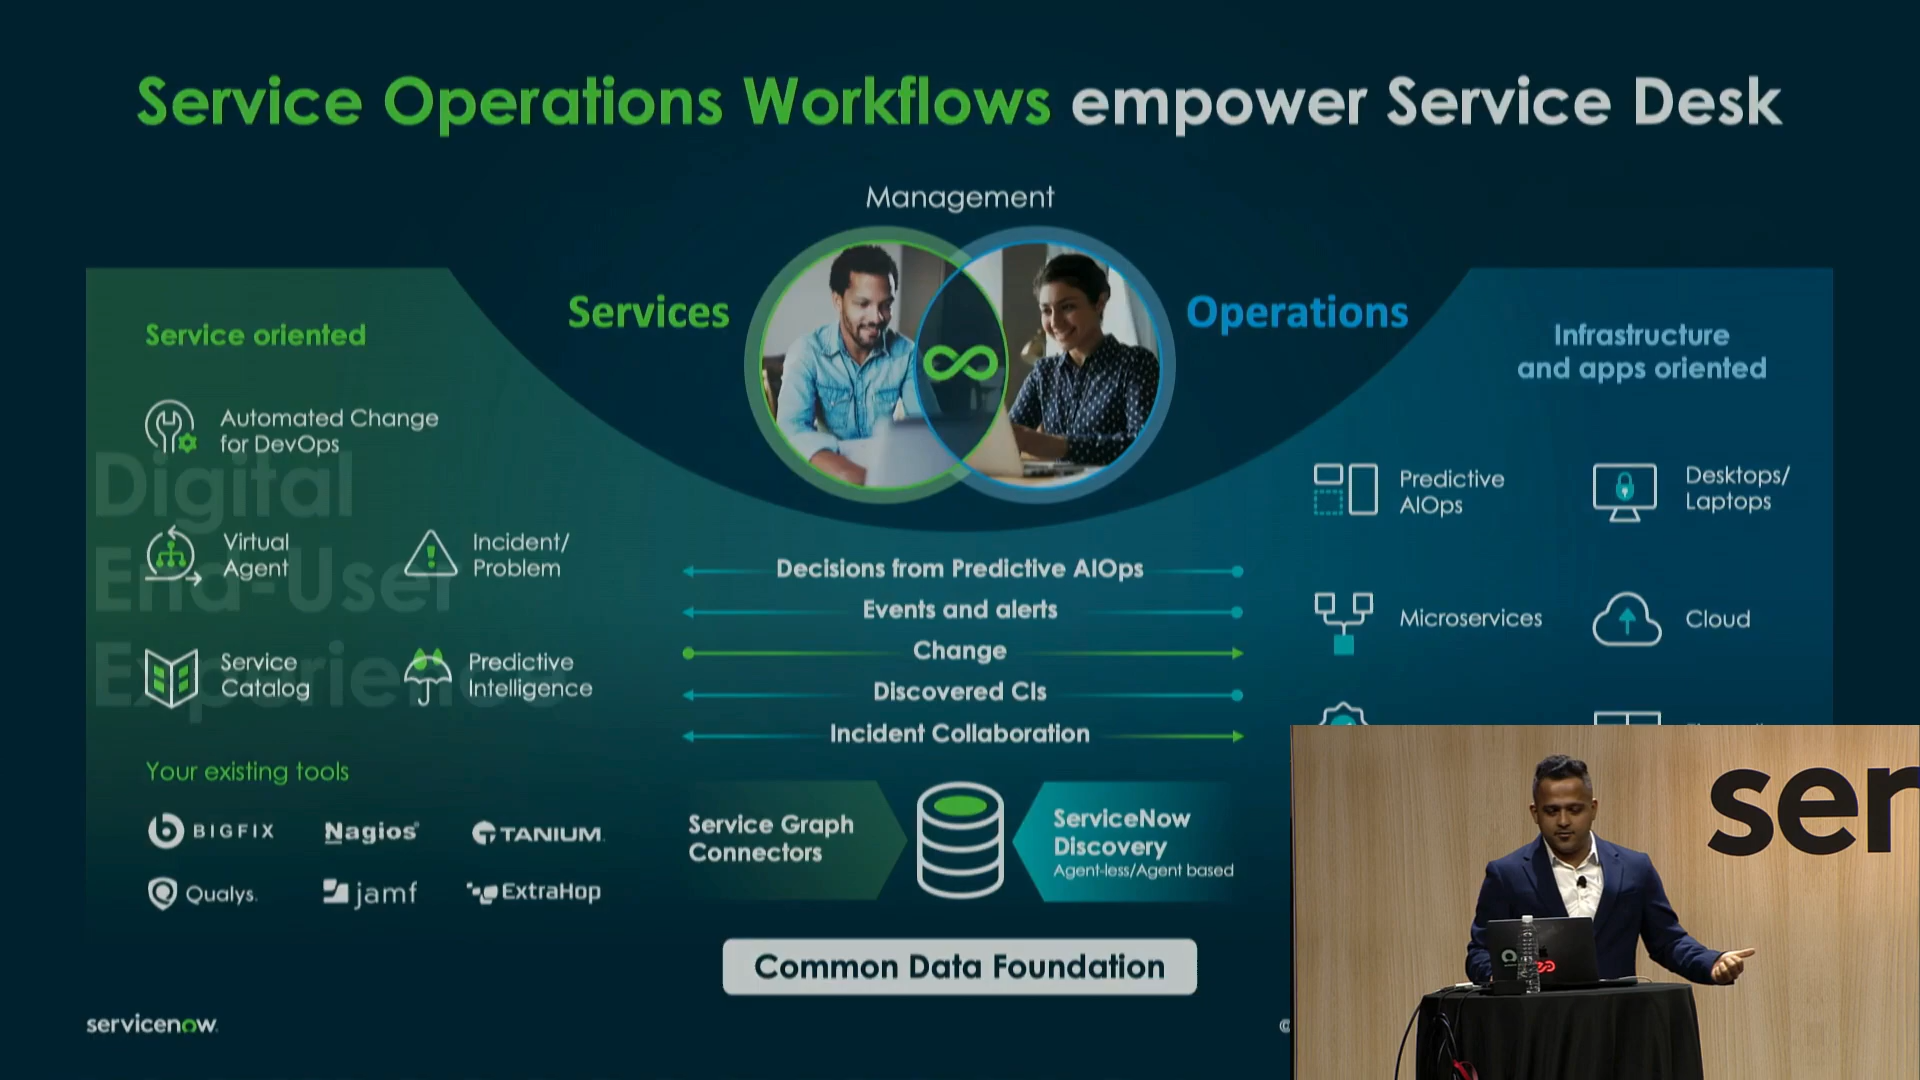 Service Operations Workflows empower Service Desk
Management
Services
Operations
Service oriented
Automated Change
for DevOps
Digital
End-User
Experience
Virtual
Agent
Incident/
Problem
Service
Catalog
Predictive
Intelligence
Your existing tools
BIGFIX
Nagios®
TANIUM.
Qualys.
jamf
ExtraHop
Decisions from Predictive AIOps
Events and alerts
Change
Discovered CIs
Incident Collaboration
Service Graph
Connectors
ServiceNow
Discovery
Agent-less/Agent based
Common Data Foundation
Infrastructure
and apps oriented
Predictive
AIOps
Desktops/
Laptops
Microservices
Cloud
servicenow
©
ser